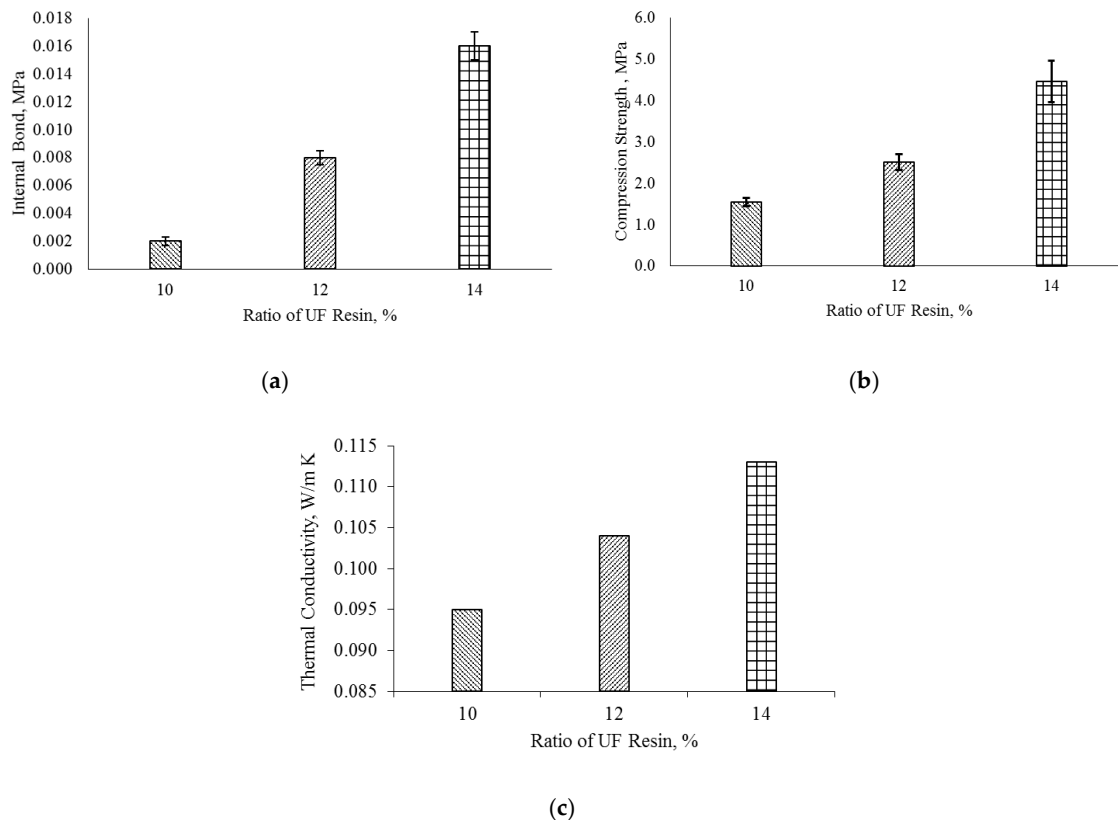 0.018
0.016
0.014
0.012
0.010
0.008
0.006
0.004
0.002
0.000
Internal Bond, MPa
10 12 14
Ratio of UF Resin, %
(a)
6.0
5.0
4.0
3.0
2.0
1.0
0.0
Compression Strength , MPa
10 12 14
Ratio of UF Resin, %
(b)
0.115
0.110
0.105
0.100
0.095
0.090
0.085
Thermal Conductivity, W/m K
10 12 14
Ratio of UF Resin, %
(c)